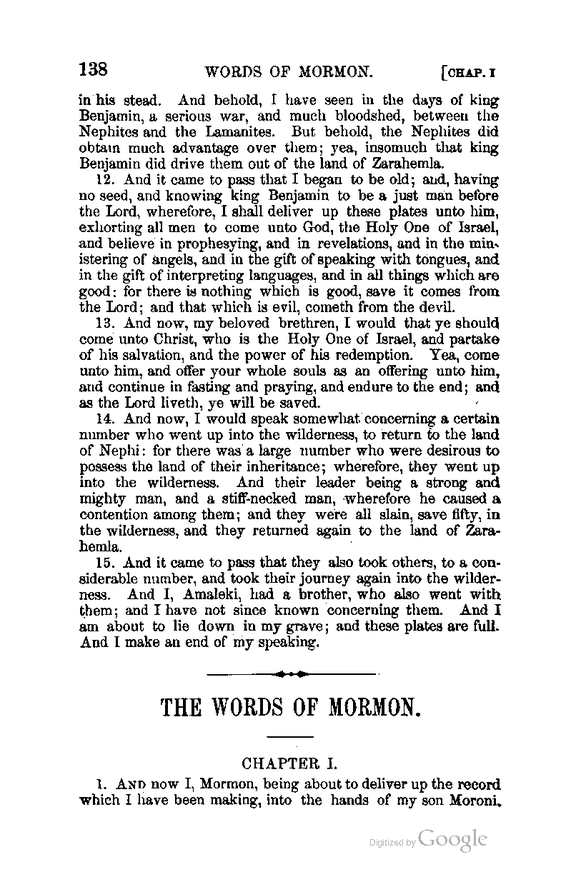 138 WORDS OF MORMON. [CHAP. I
in his stead. And behold, I have seen in the days of king
Benjamin, a serious war, and much bloodshed, between the
Nephites and the Lamanites. But behold, the Nephites did
obtain much advantage over them; yea, insomuch that king
Benjamin did drive them out of the land of Zarahemla.
12. And it came to pass that I began to be old; and, having
no seed, and knowing king Benjamin to be a just man before
the Lord, wherefore, I shall deliver up these plates unto him,
exhorting all men to come unto God, the Holy One of Israel,
and believe in prophesying, and in revelations, and in the min-
istering of angels, and in the gift of speaking with tongues, and
in the gift of interpreting languages, and in all things which are
good: for there is nothing which is good, save it comes from
the Lord; and that which is evil, cometh from the devil.
13. And now, my beloved brethren, I would that ye should
come unto Christ, who is the Holy One of Israel, and partake
of his salvation, and the power of his redemption. Yea, come
unto him, and offer your whole souls as an offering unto him,
and continue in fasting and praying, and endure to the end; and
as the Lord liveth, ye will be saved.
14. And now, I would speak somewhat concerning a certain
number who went up into the wilderness, to return to the land
of Nephi: for there was a large number who were desirous to
possess the land of their inheritance; wherefore, they went up
into the wilderness. And their leader being a strong and
mighty man, and a stiff-necked man, wherefore he caused a
contention among them; and they were all slain, save fifty, in
the wilderness, and they returned again to the land of Zara-
hemla.
15. And it came to pass that they also took others, to a con-
siderable number, and took their journey again into the wilder-
ness. And I, Amaleki, had a brother, who also went with
them; and I have not since known concerning them. And I
am about to lie down in my grave; and these plates are full.
And I make an end of my speaking.
THE WORDS OF MORMON.
CHAPTER I.
1. AND now I, Mormon, being about to deliver up the record
which I have been making, into the hands of my son Moroni,
Digitized by Google